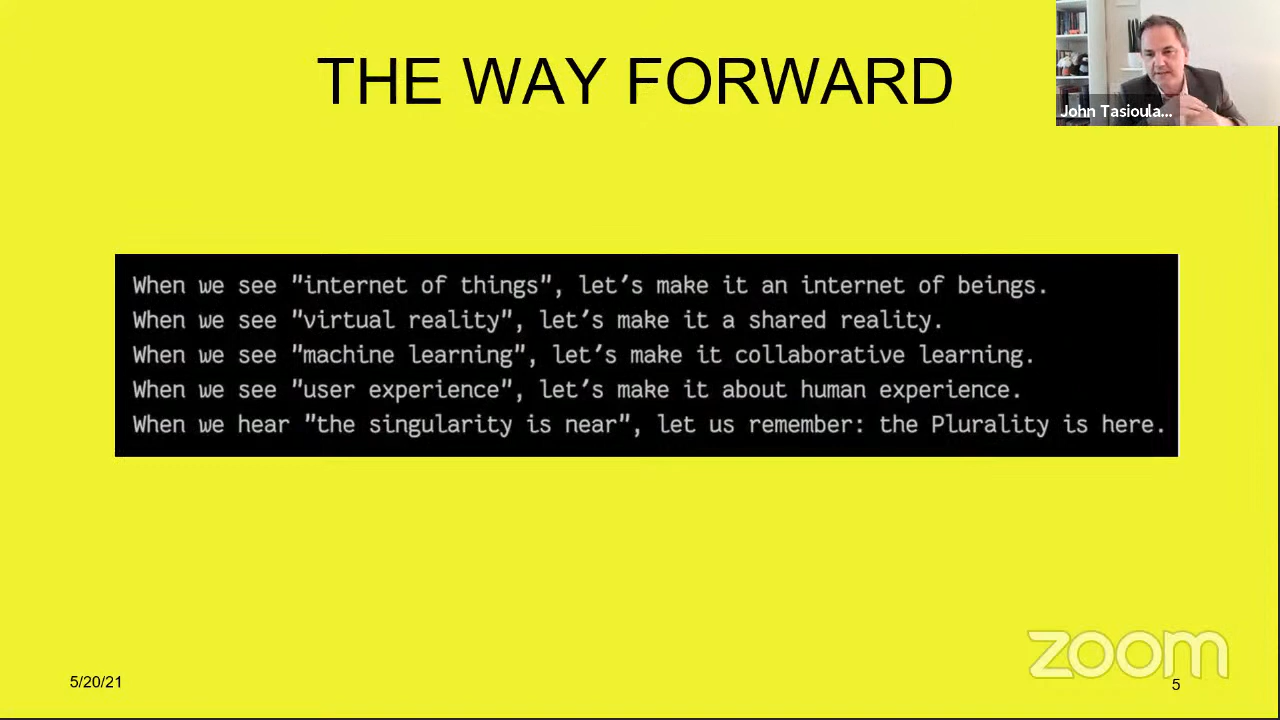 THE WAY FORWARD
John Tasioula...
When we see "internet of things", let's make it an internet of beings.
When we see "virtual reality", let's make it a shared reality.
When we see "machine learning", let's make it collaborative learning.
When we see "user experience", let's make it about human experience.
When we hear "the singularity is near", let us remember: the Plurality is here.
zoom
5/20/21
5